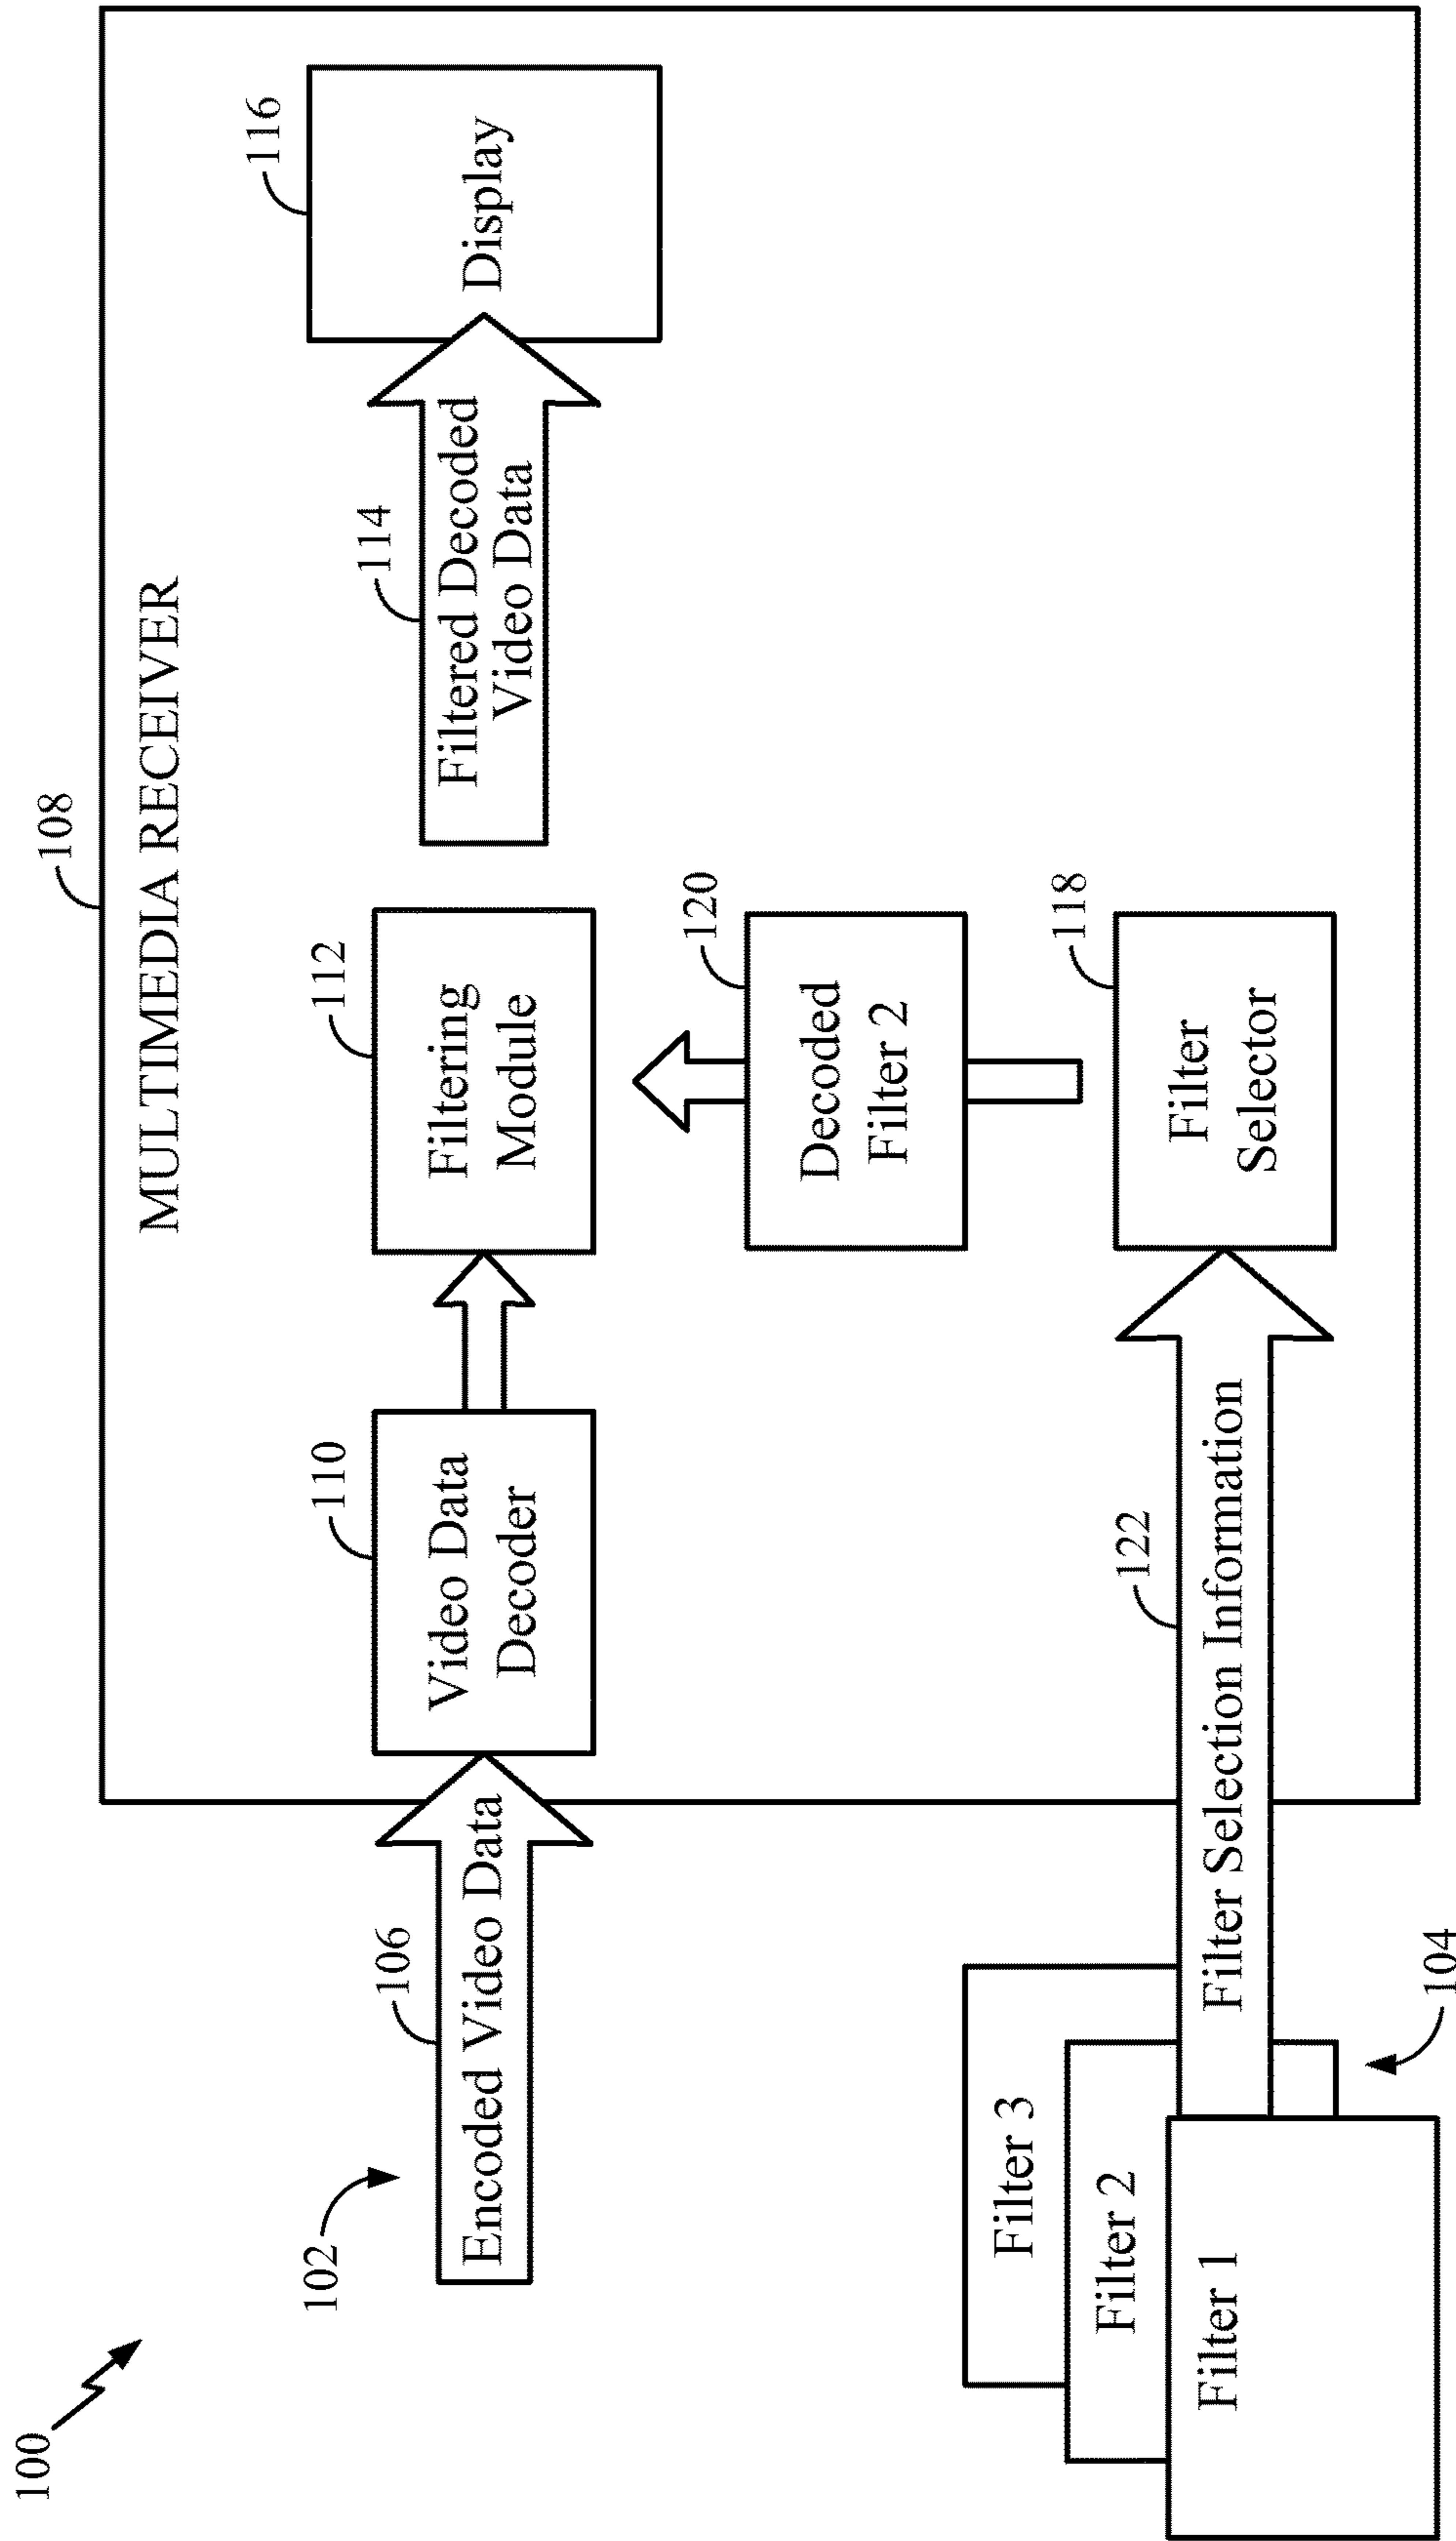 100
108
MULTIMEDIA RECEIVER
102
106
Encoded Video Data
110
Video Data
Decoder
112
Filtering
Module
114
Filtered Decoded
Video Data
116
Display
120
Decoded
Filter 2
118
Filter
Selector
122
Filter Selection Information
Filter 3
Filter 2
Filter 1
104